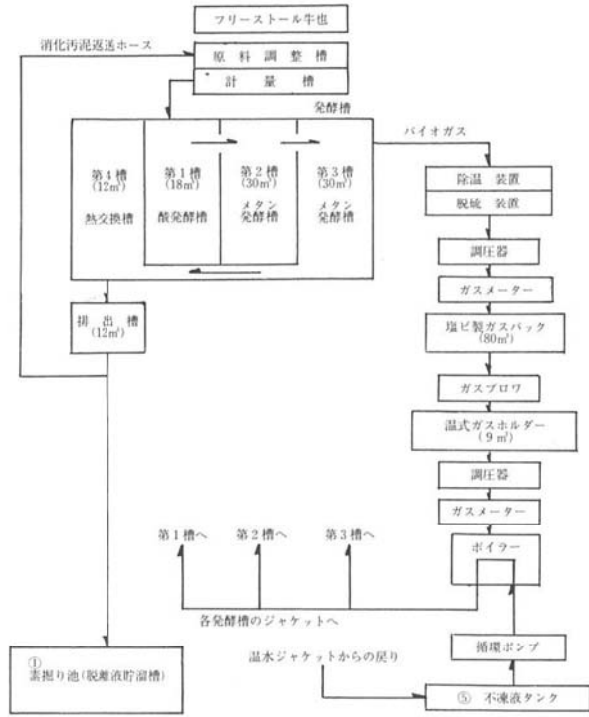 フリーストール牛也
消化汚泥返送ホース
原料調整槽
計量槽
発酵槽
バイオガス
第4槽
(12㎥)
熱交換槽
第1槽
(18㎥)
酸発酵槽
第2槽
(30㎥)
メタン
発酵槽
第3槽
(30㎥)
メタン
発酵槽
除温 装置
脱硫 装置
調圧器
ガスメーター
排出槽
(12㎥)
塩ビ製ガスバック
(80㎥)
ガスブロワ
温式ガスホルダー
(9㎥)
調圧器
ガスメーター
第1槽へ
第2槽へ
第3槽へ
ボイラー
各発酵槽のジャケットへ
循環ポンプ
温水ジャケットからの戻り
①
素掘り池(脱離液貯溜槽)
⑤ 不凍液タンク